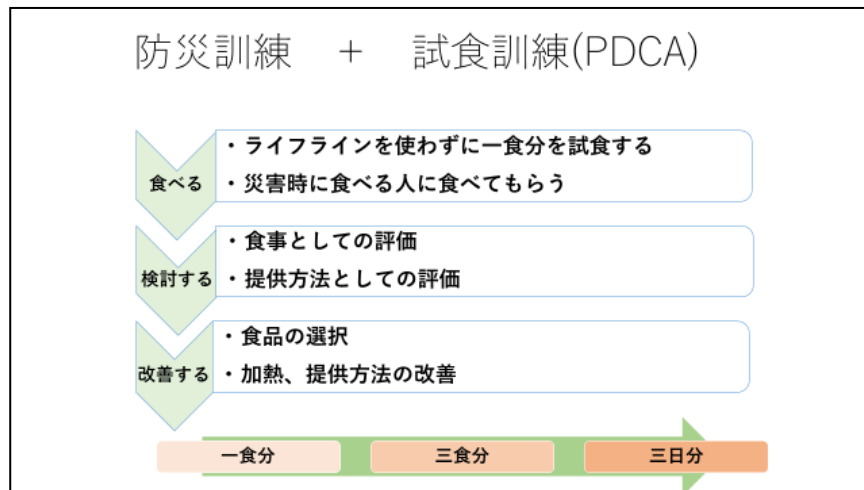 防災訓練 + 試食訓練(PDCA)
食べる
・ライフラインを使わずに一食分を試食する
・災害時に食べる人に食べてもらう
検討する
・食事としての評価
・提供方法としての評価
改善する
・食品の選択
・加熱、提供方法の改善
一食分 三食分 三日分